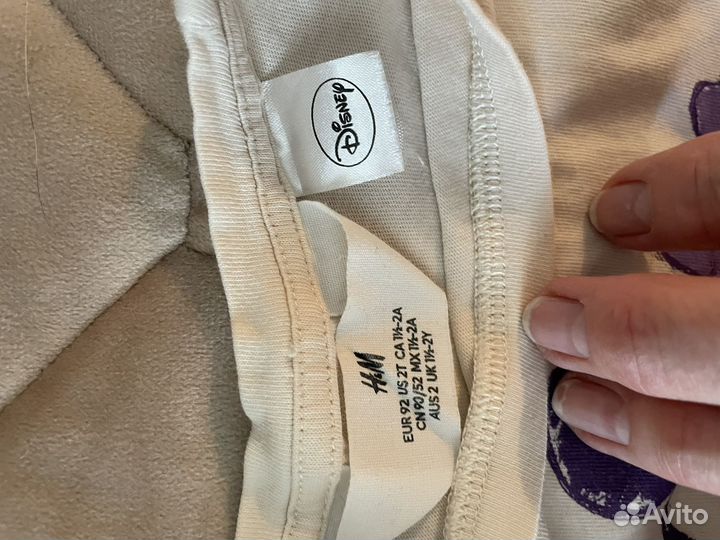 Disney
H&M
EUR 92 US 2T CA 1½-2A
CN 90/52 MX 1½-2A
AUS 2 UK 1½-2Y
Avito